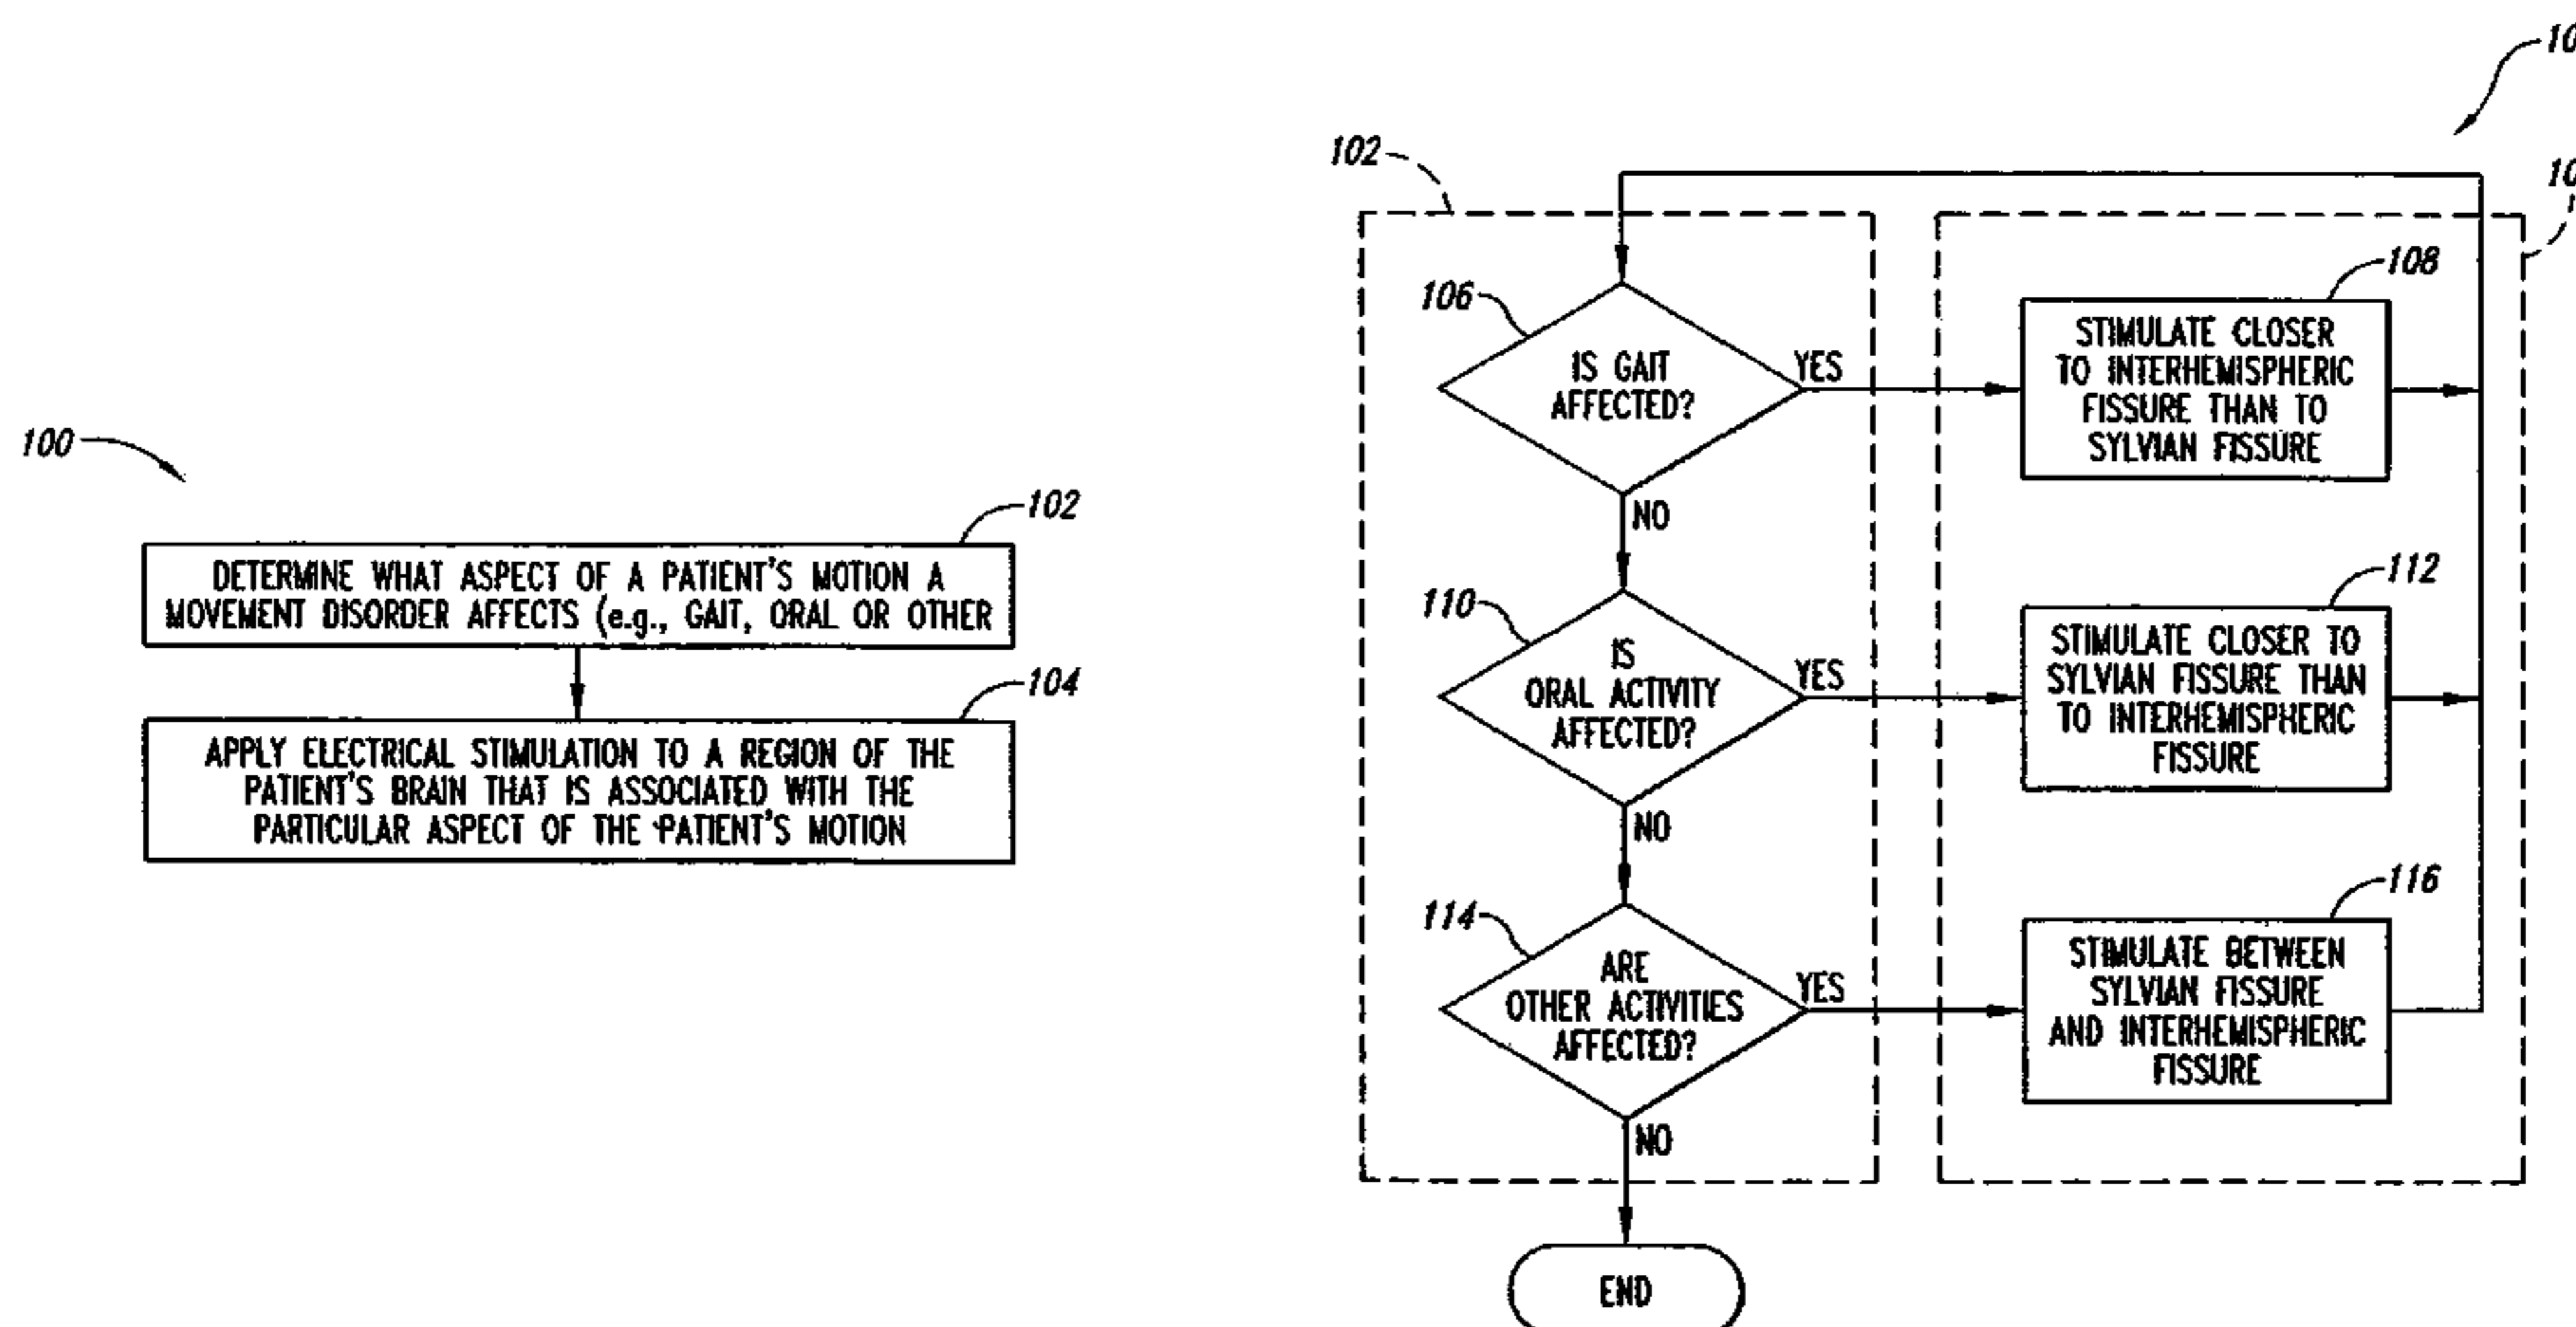 100
102
DETERMINE WHAT ASPECT OF A PATIENT'S MOTION A
MOVEMENT DISORDER AFFECTS (e.g., GAIT, ORAL OR OTHER
104
APPLY ELECTRICAL STIMULATION TO A REGION OF THE
PATIENT'S BRAIN THAT IS ASSOCIATED WITH THE
PARTICULAR ASPECT OF THE PATIENT'S MOTION
102
106
IS GAIT
AFFECTED?
YES
NO
108
STIMULATE CLOSER
TO INTERHEMISPHERIC
FISSURE THAN TO
SYLVIAN FISSURE
110
IS
ORAL ACTIVITY
AFFECTED?
YES
NO
112
STIMULATE CLOSER TO
SYLVIAN FISSURE THAN
TO INTERHEMISPHERIC
FISSURE
114
ARE
OTHER ACTIVITIES
AFFECTED?
YES
NO
116
STIMULATE BETWEEN
SYLVIAN FISSURE
AND INTERHEMISPHERIC
FISSURE
END